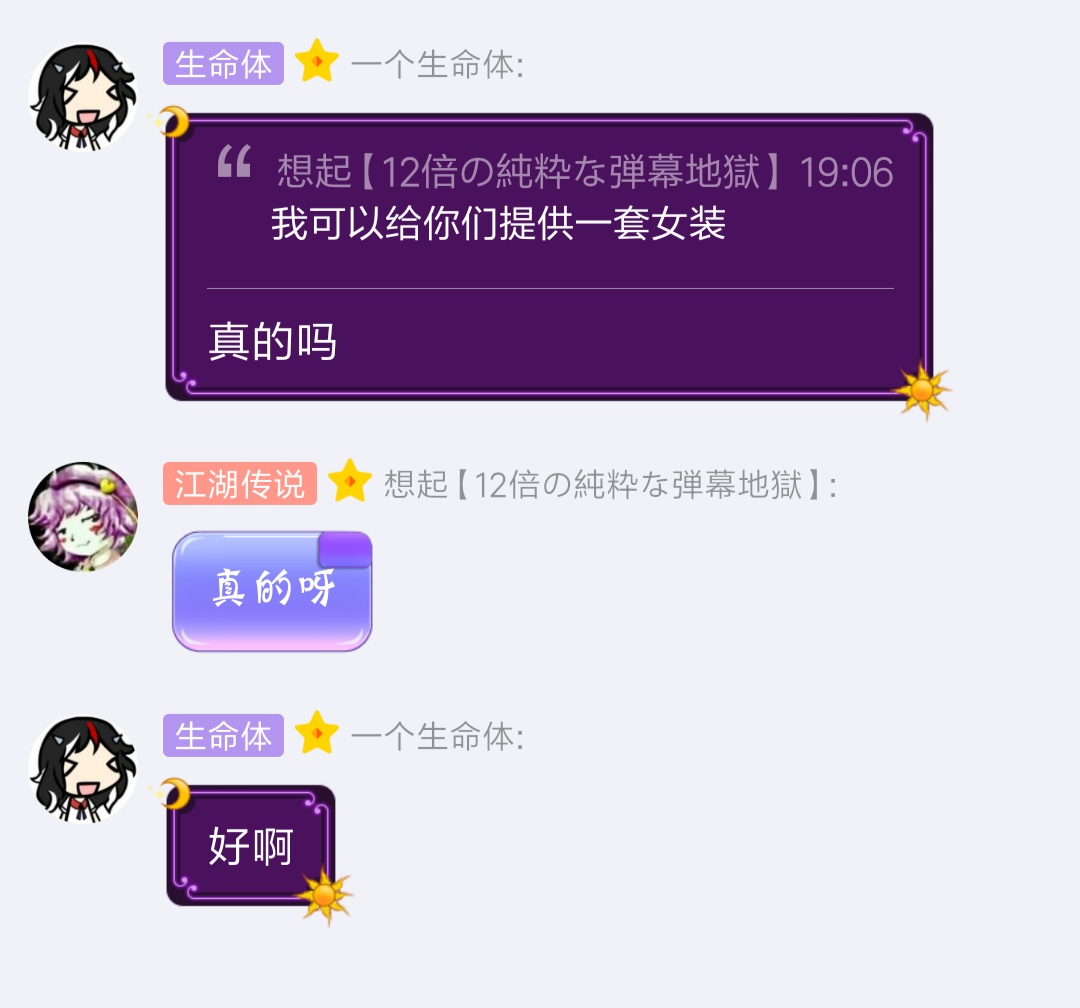 生命体 一个生命体:
想起【12倍の純粋な弾幕地獄】 19:06
我可以给你们提供一套女装
真的吗
江湖传说 想起【12倍の純粋な弾幕地獄】:
真的呀
生命体 一个生命体:
好啊